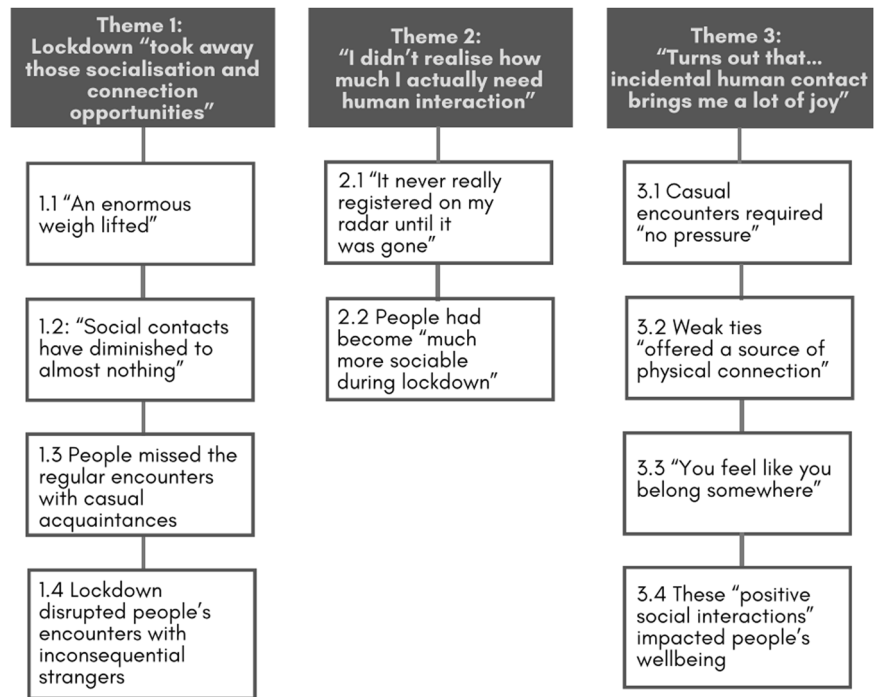 Theme 1:
Lockdown “took away
those socialisation and
connection
opportunities”
1.1 “An enormous
weigh lifted”
1.2: “Social contacts
have diminished to
almost nothing”
1.3 People missed the
regular encounters
with casual
acquaintances
1.4 Lockdown
disrupted people’s
encounters with
inconsequential
strangers
Theme 2:
“I didn’t realise how
much I actually need
human interaction”
2.1 “It never really
registered on my
radar until it
was gone”
2.2 People had
become “much
more sociable
during lockdown”
Theme 3:
“Turns out that...
incidental human contact
brings me a lot of joy”
3.1 Casual
encounters required
“no pressure”
3.2 Weak ties
“offered a source of
physical connection”
3.3 “You feel like you
belong somewhere”
3.4 These “positive
social interactions”
impacted people’s
wellbeing